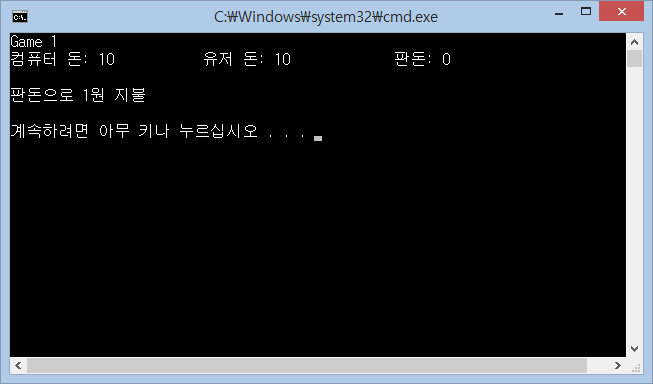 C:₩Windows₩system32₩cmd.exe
Game 1
컴퓨터 돈: 10 유저 돈: 10 판돈: 0
판돈으로 1원 지불
계속하려면 아무 키나 누르십시오 . . .